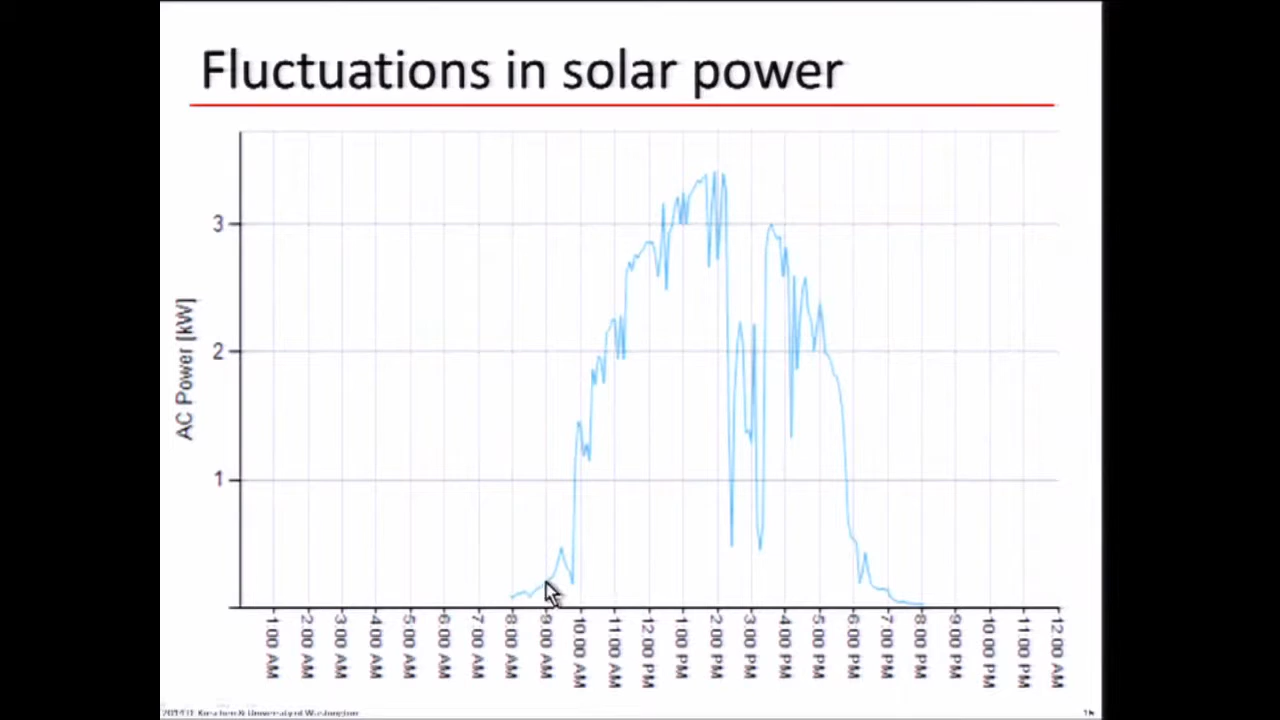 Fluctuations in solar power
AC Power [kW]
3
2
1
1:00 AM
2:00 AM
3:00 AM
4:00 AM
5:00 AM
6:00 AM
7:00 AM
8:00 AM
9:00 AM
10:00 AM
11:00 AM
12:00 PM
1:00 PM
2:00 PM
3:00 PM
4:00 PM
5:00 PM
6:00 PM
7:00 PM
8:00 PM
9:00 PM
10:00 PM
11:00 PM
12:00 AM
& University of Washington